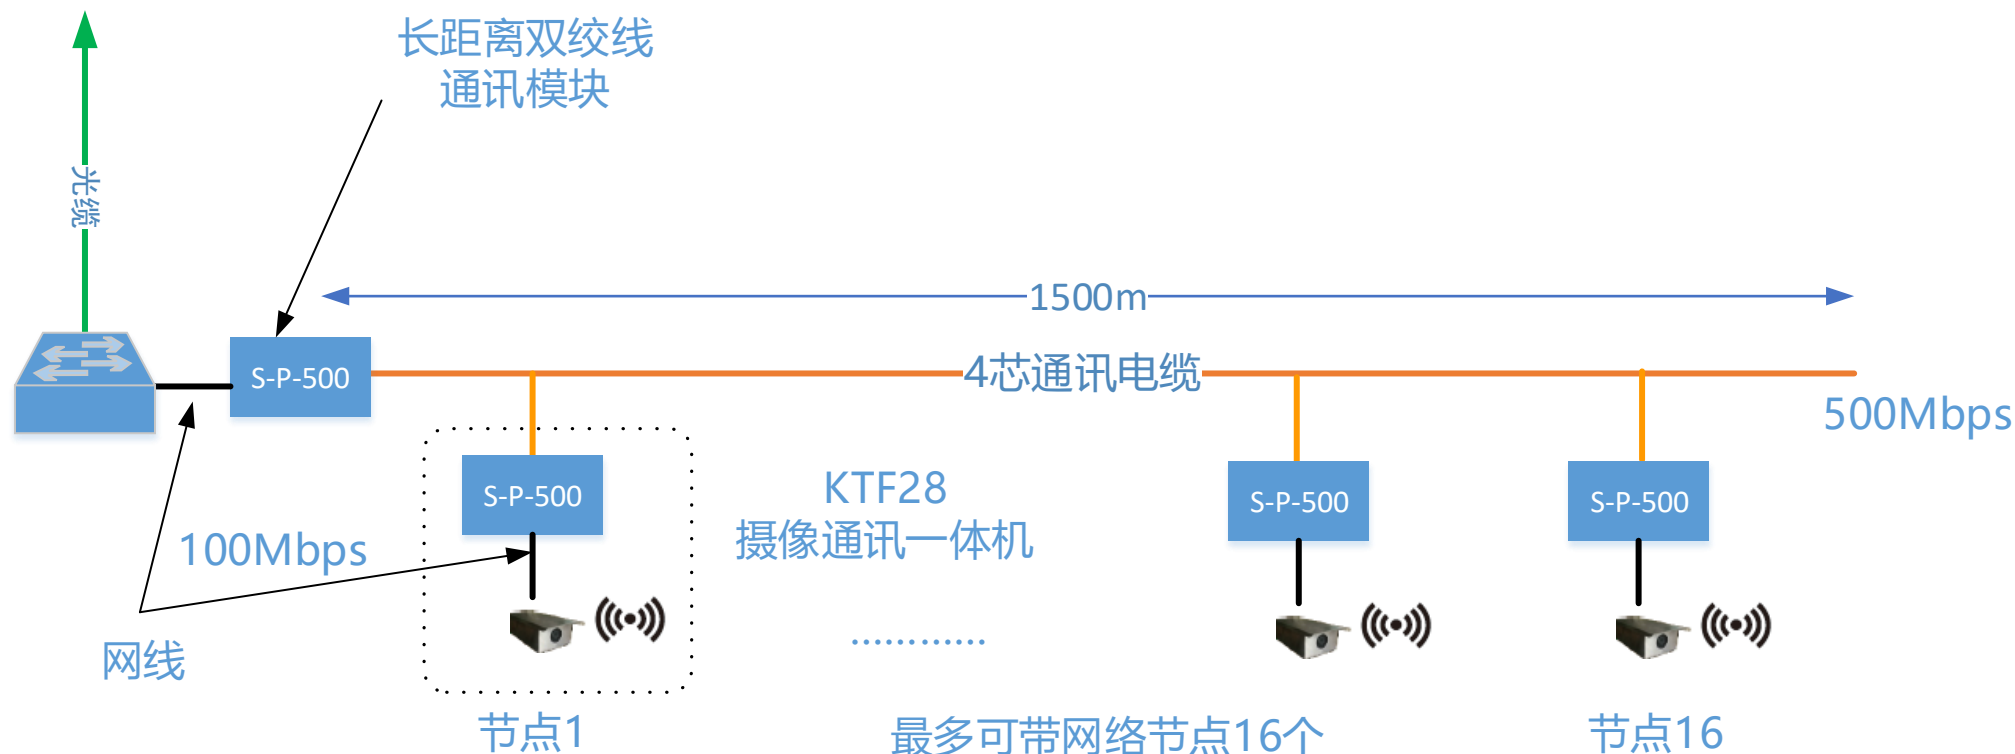 长距离双绞线
通讯模块
光缆
1500m
S-P-500
4芯通讯电缆
500Mbps
S-P-500
KTF28
摄像通讯一体机
S-P-500
S-P-500
100Mbps
网线
............
节点1
最多可带网络节点16个
节点16